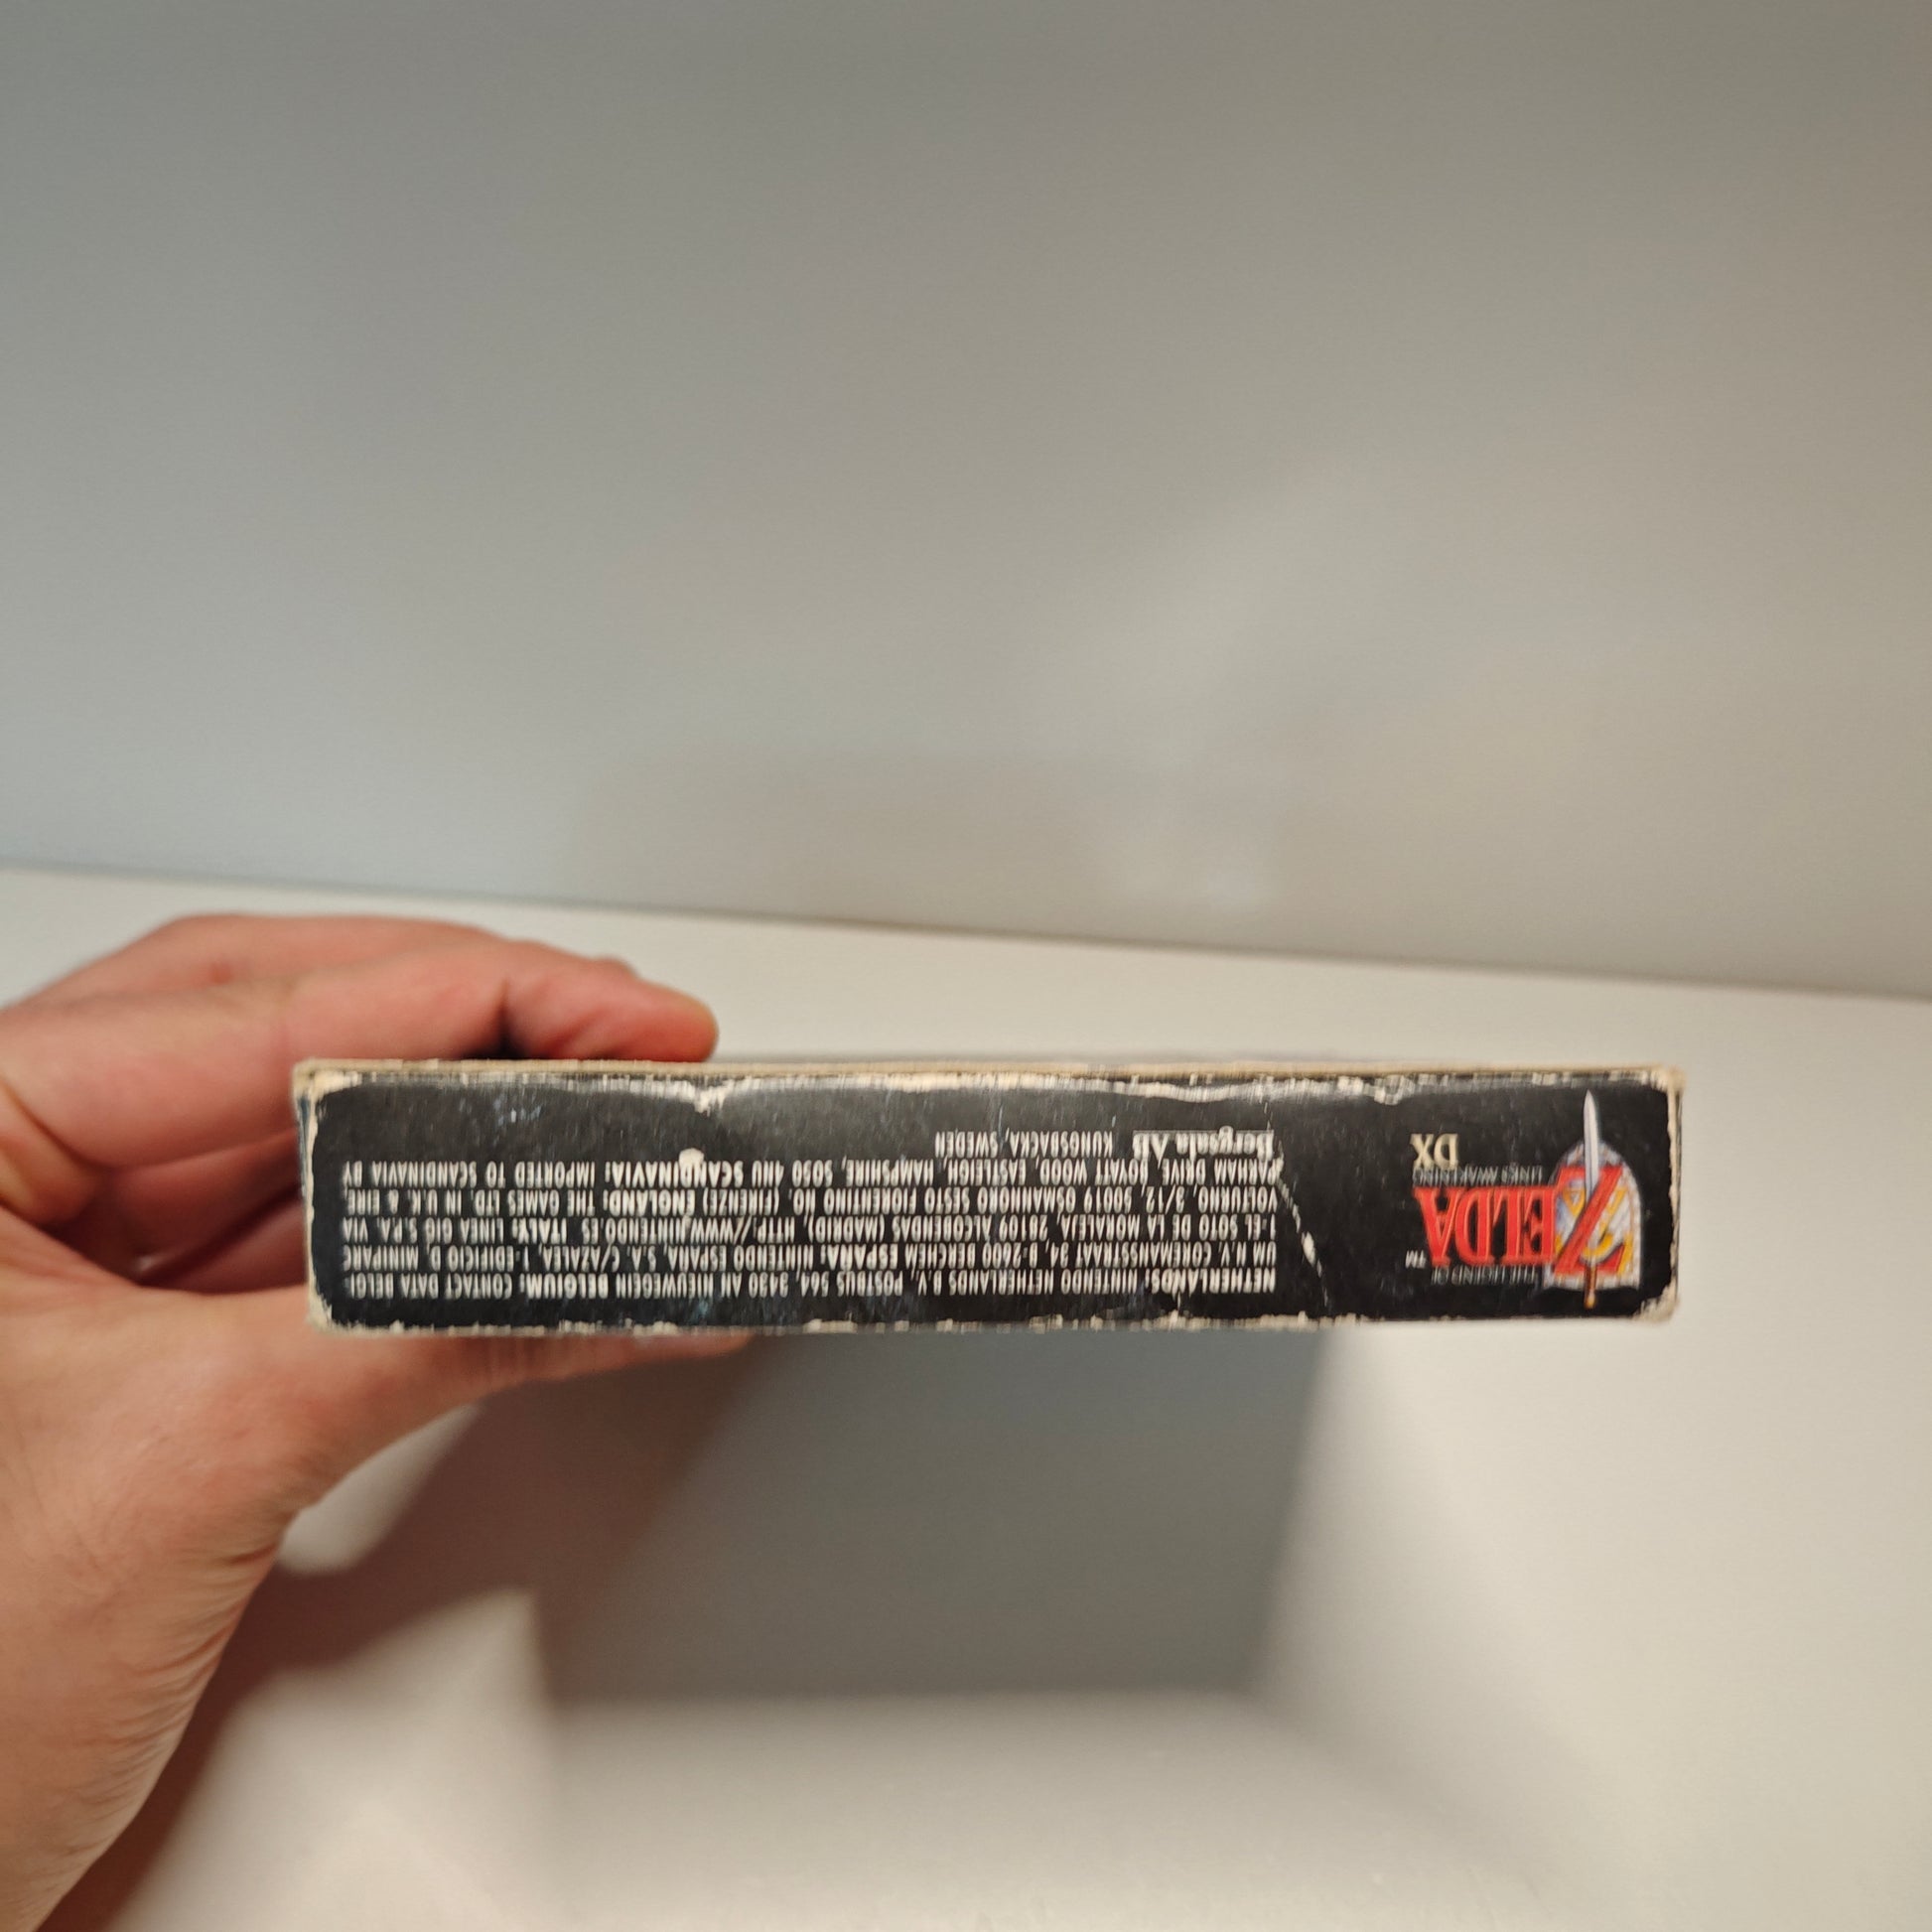 THE LEGEND OF
ZELDA™
LINK'S AWAKENING
DX
NETHERLANDS: NINTENDO NETHERLANDS B.V., POSTBUS 564, 3430 AN NIEUWEGEIN BELGIUM: CONTACT DATA BELGI-
UM N.V. COREMANSSTRAAT 34, B-2600 BERCHEM ESPAÑA: NINTENDO ESPAÑA, S.A. C/AZALEA, 1-EDIFICIO D MINIPARC
1-EL SOTO DE LA MORALEJA, 28109 ALCOBENDAS (MADRID), HTTP://WWW.NINTENDO.ES ITALY: LINEA GIG S.P.A. VIA
VOLTURNO, 3/12, 50019 OSMANNORO SESTO FIORENTINO NO. (FIRENZE) ENGLAND: THE GAMES LTD IN U.K. & EIRE
PARHAM DRIVE, BOYATT WOOD, EASTLEIGH, HAMPSHIRE, SO50 4NU SCANDINAVIA: IMPORTED TO SCANDINAVIA BY
Bergsala AB KUNGSBACKA, SWEDEN